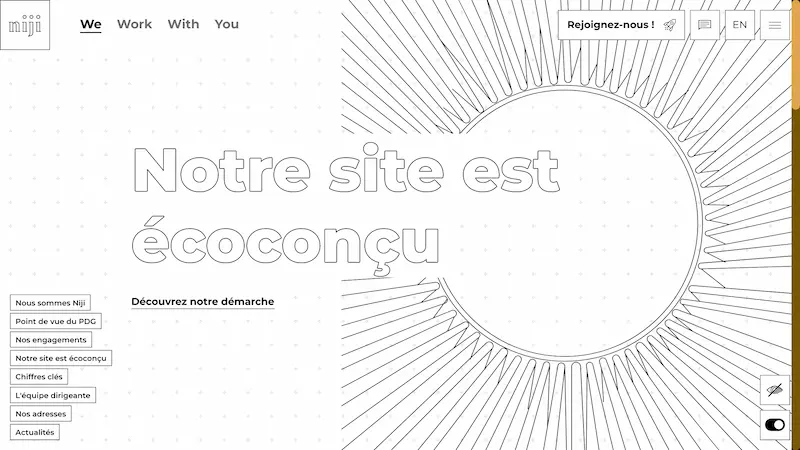 niji
We Work With You
Rejoignez-nous !
EN
Notre site est
écoconçu
Découvrez notre démarche
Nous sommes Niji
Point de vue du PDG
Nos engagements
Notre site est écoconçu
Chiffres clés
L'équipe dirigeante
Nos adresses
Actualités